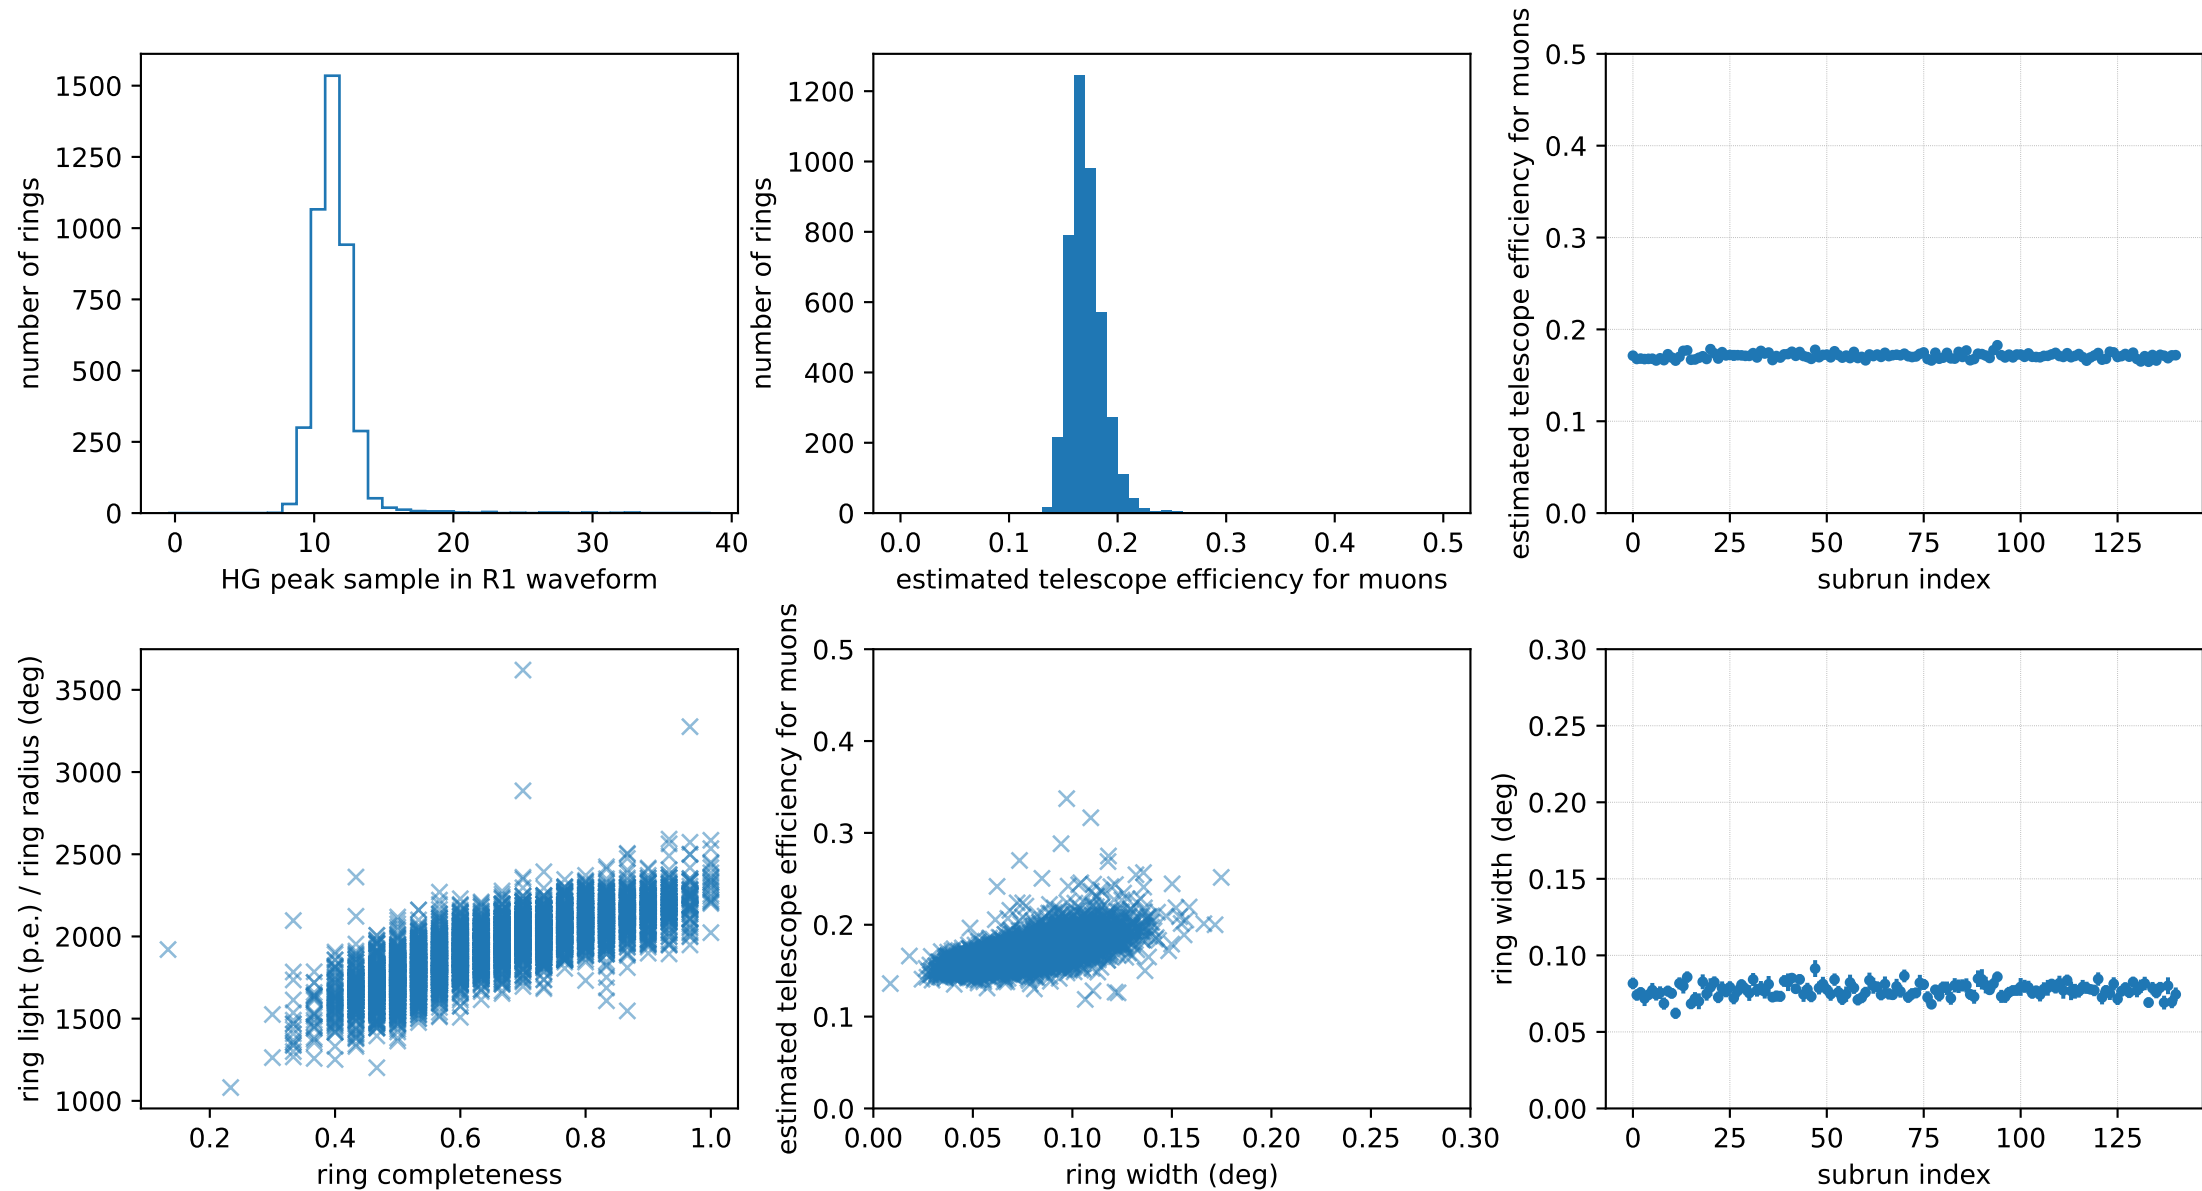 number of rings
1500
1250
1000
750
500
250
0
0 10 20 30 40
HG peak sample in R1 waveform
number of rings
1200
1000
800
600
400
200
0
0.0 0.1 0.2 0.3 0.4 0.5
estimated telescope efficiency for muons
estimated telescope efficiency for muons
0.5
0.4
0.3
0.2
0.1
0.0
0 25 50 75 100 125
subrun index
ring light (p.e.) / ring radius (deg)
3500
3000
2500
2000
1500
1000
0.2 0.4 0.6 0.8 1.0
ring completeness
estimated telescope efficiency for muons
0.5
0.4
0.3
0.2
0.1
0.0
0.00 0.05 0.10 0.15 0.20 0.25 0.30
ring width (deg)
ring width (deg)
0.30
0.25
0.20
0.15
0.10
0.05
0.00
0 25 50 75 100 125
subrun index